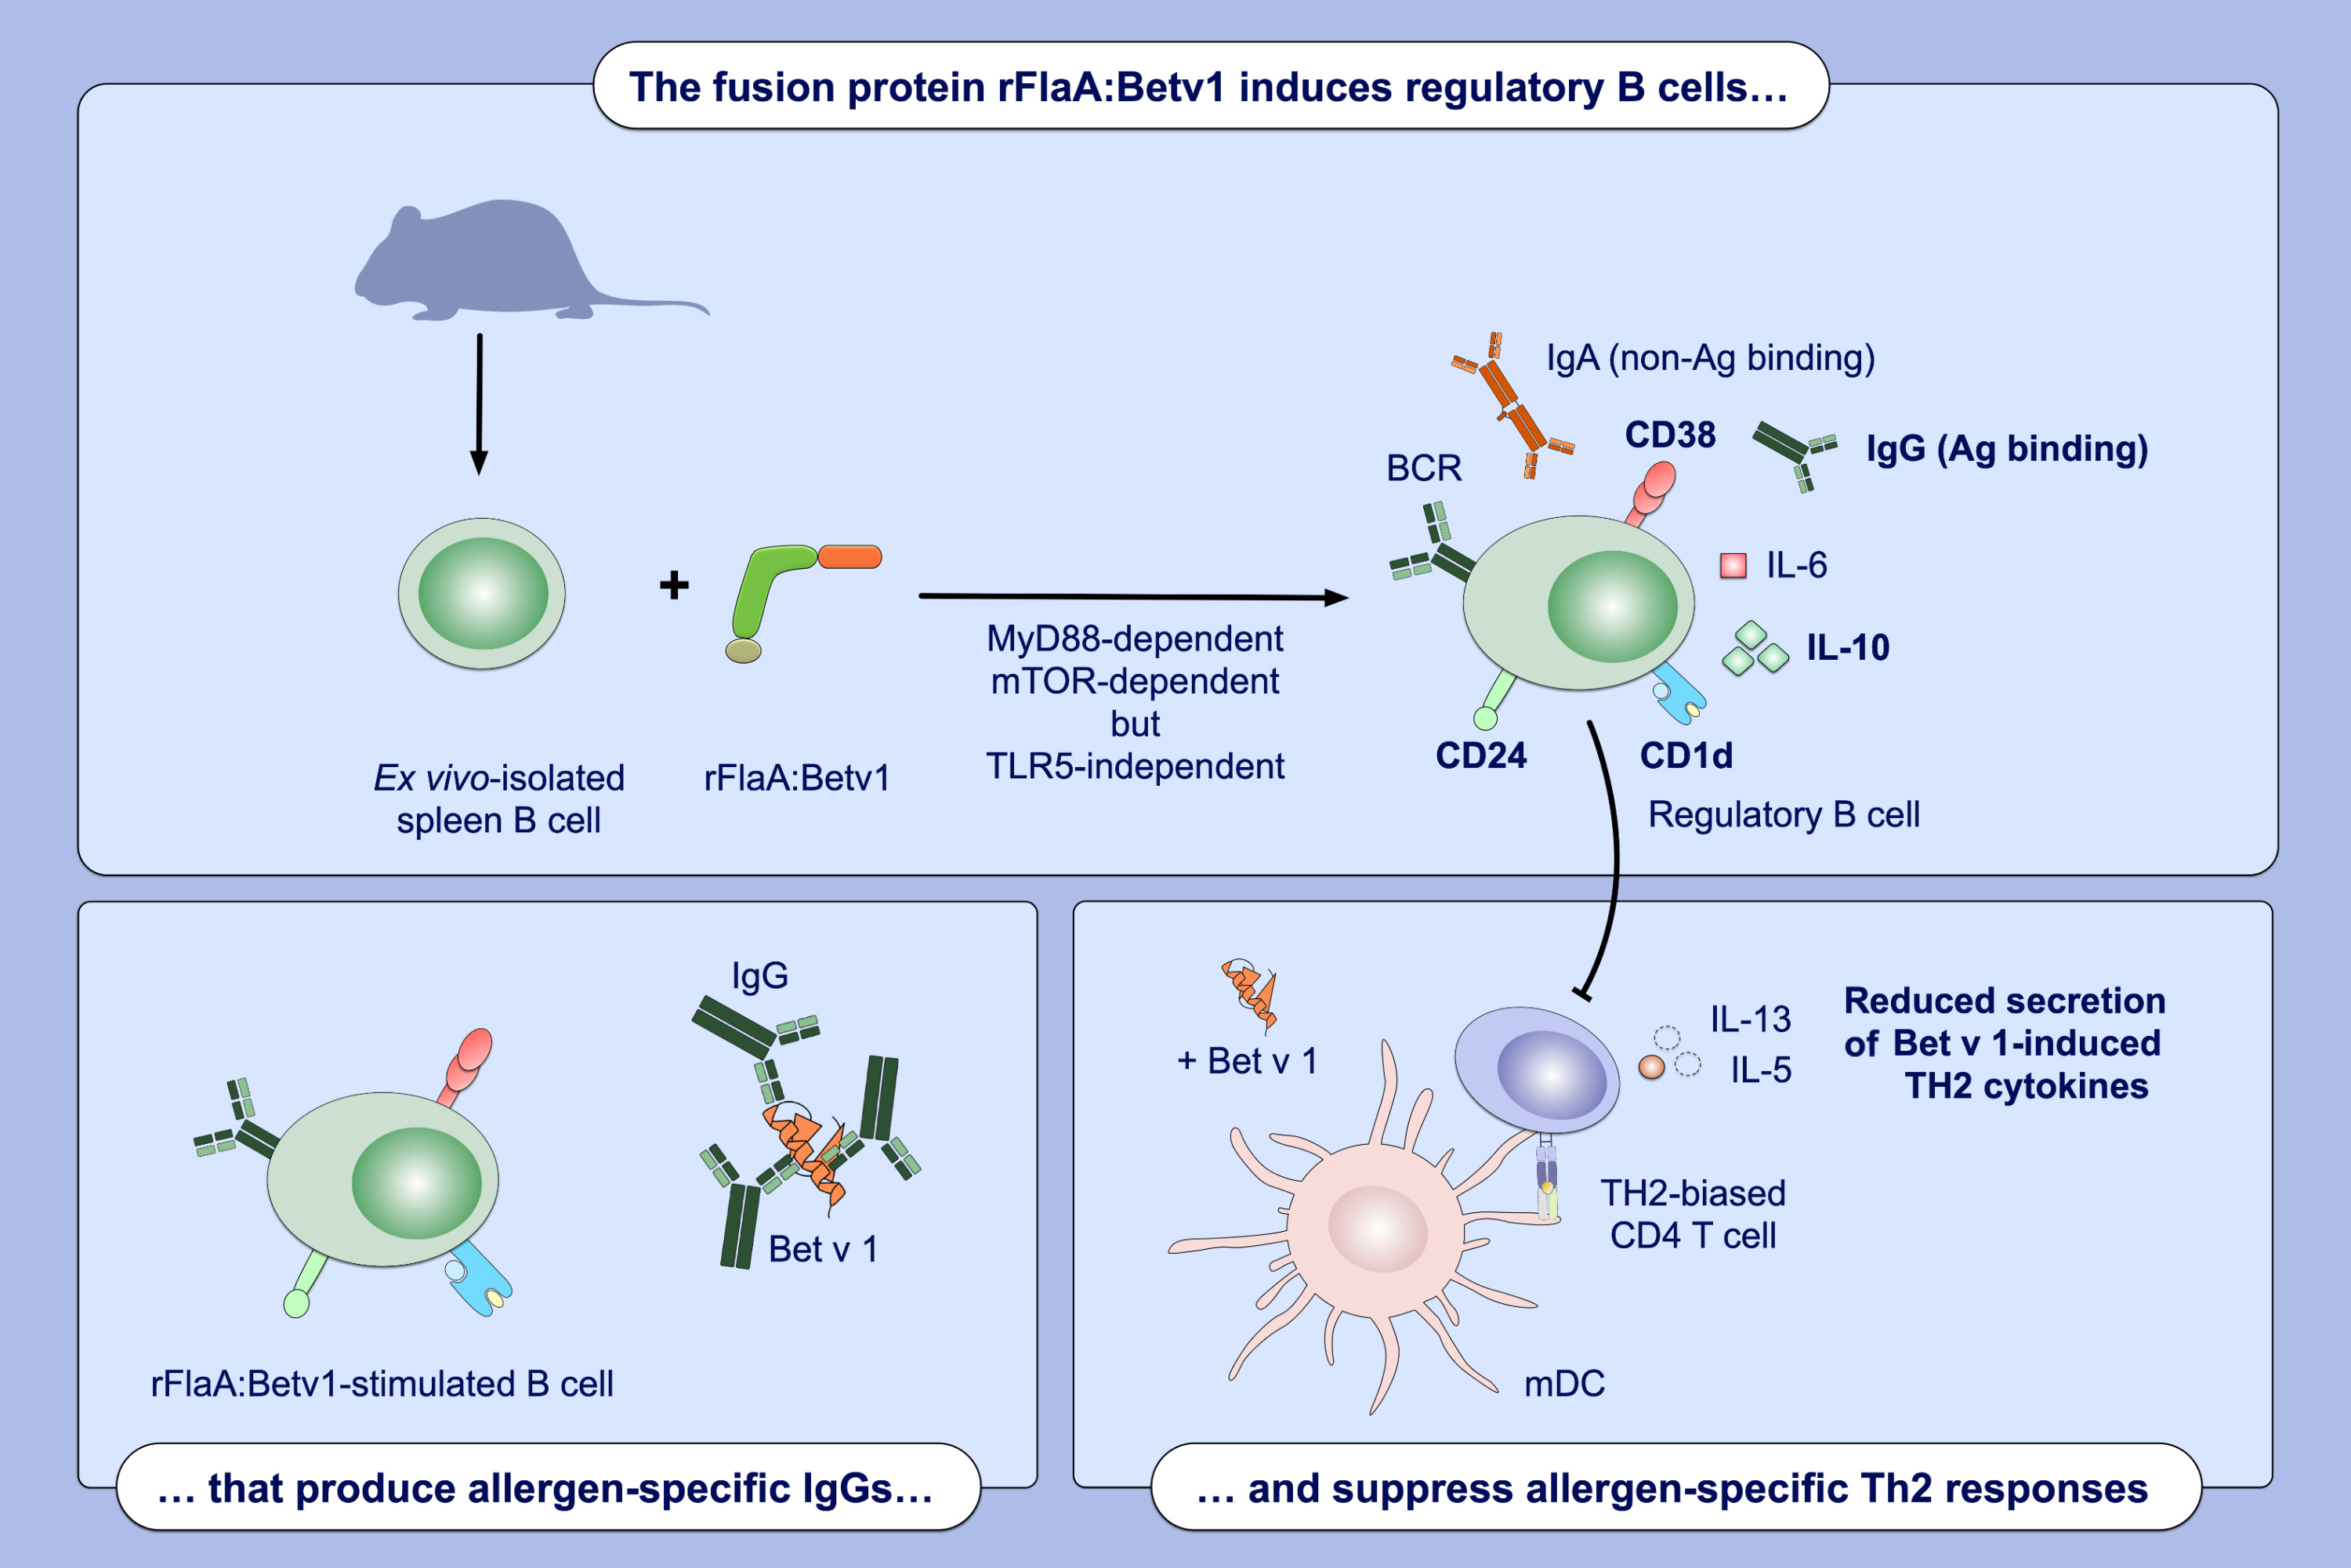 The fusion protein rFlaA:Betv1 induces regulatory B cells...
IgA (non-Ag binding)
CD38
IgG (Ag binding)
BCR
IL-6
IL-10
MyD88-dependent
mTOR-dependent
but
TLR5-independent
+
CD24
CD1d
Ex vivo-isolated
spleen B cell
rFlaA:Betv1
Regulatory B cell
IgG
Bet v 1
rFlaA:Betv1-stimulated B cell
... that produce allergen-specific IgGs...
+ Bet v 1
IL-13
IL-5
Reduced secretion
of Bet v 1-induced
TH2 cytokines
TH2-biased
CD4 T cell
mDC
... and suppress allergen-specific Th2 responses